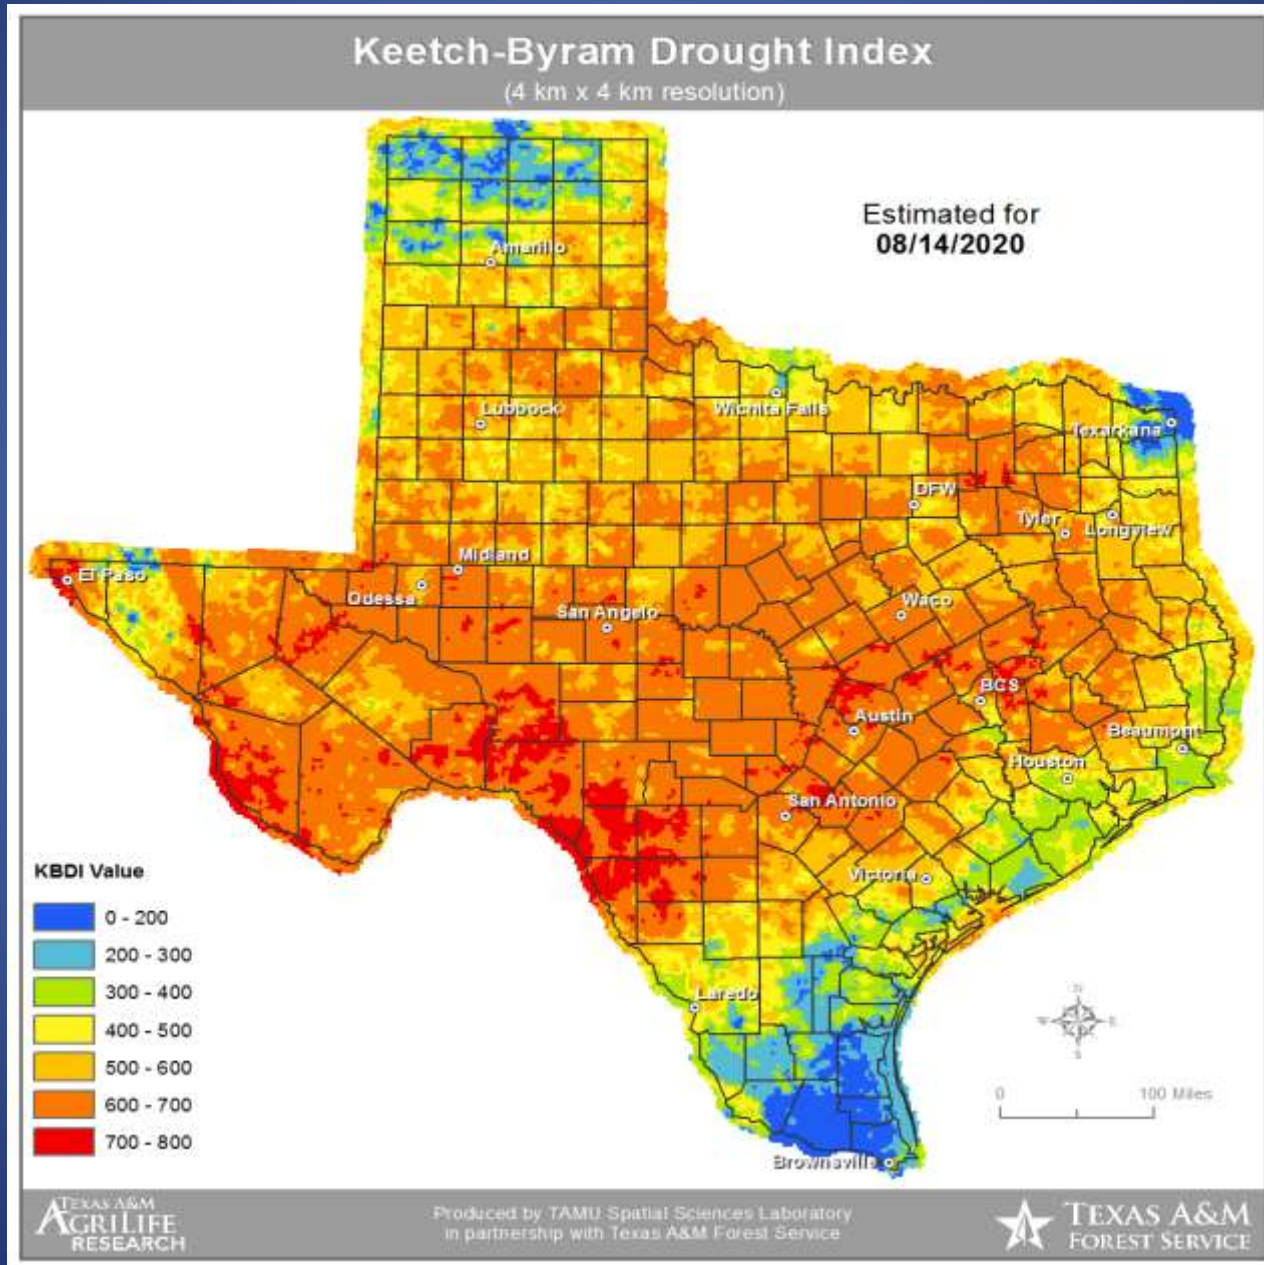 Keetch-Byram Drought Index
(4 km x 4 km resolution)
Estimated for
08/14/2020
Amarillo
Lubbock
Wichita Falls
Texarkana
DFW
Tyler
Longview
El Paso
Midland
Odessa
San Angelo
Waco
BCS
Austin
Beaumont
Houston
San Antonio
Victoria
Laredo
Brownsville
KBDI Value
0 - 200
200 - 300
300 - 400
400 - 500
500 - 600
600 - 700
700 - 800
N
W E
S
0 100 Miles
TEXAS A&M
AGRILIFE
RESEARCH
Produced by TAMU Spatial Sciences Laboratory
in partnership with Texas A&M Forest Service
TEXAS A&M
FOREST SERVICE